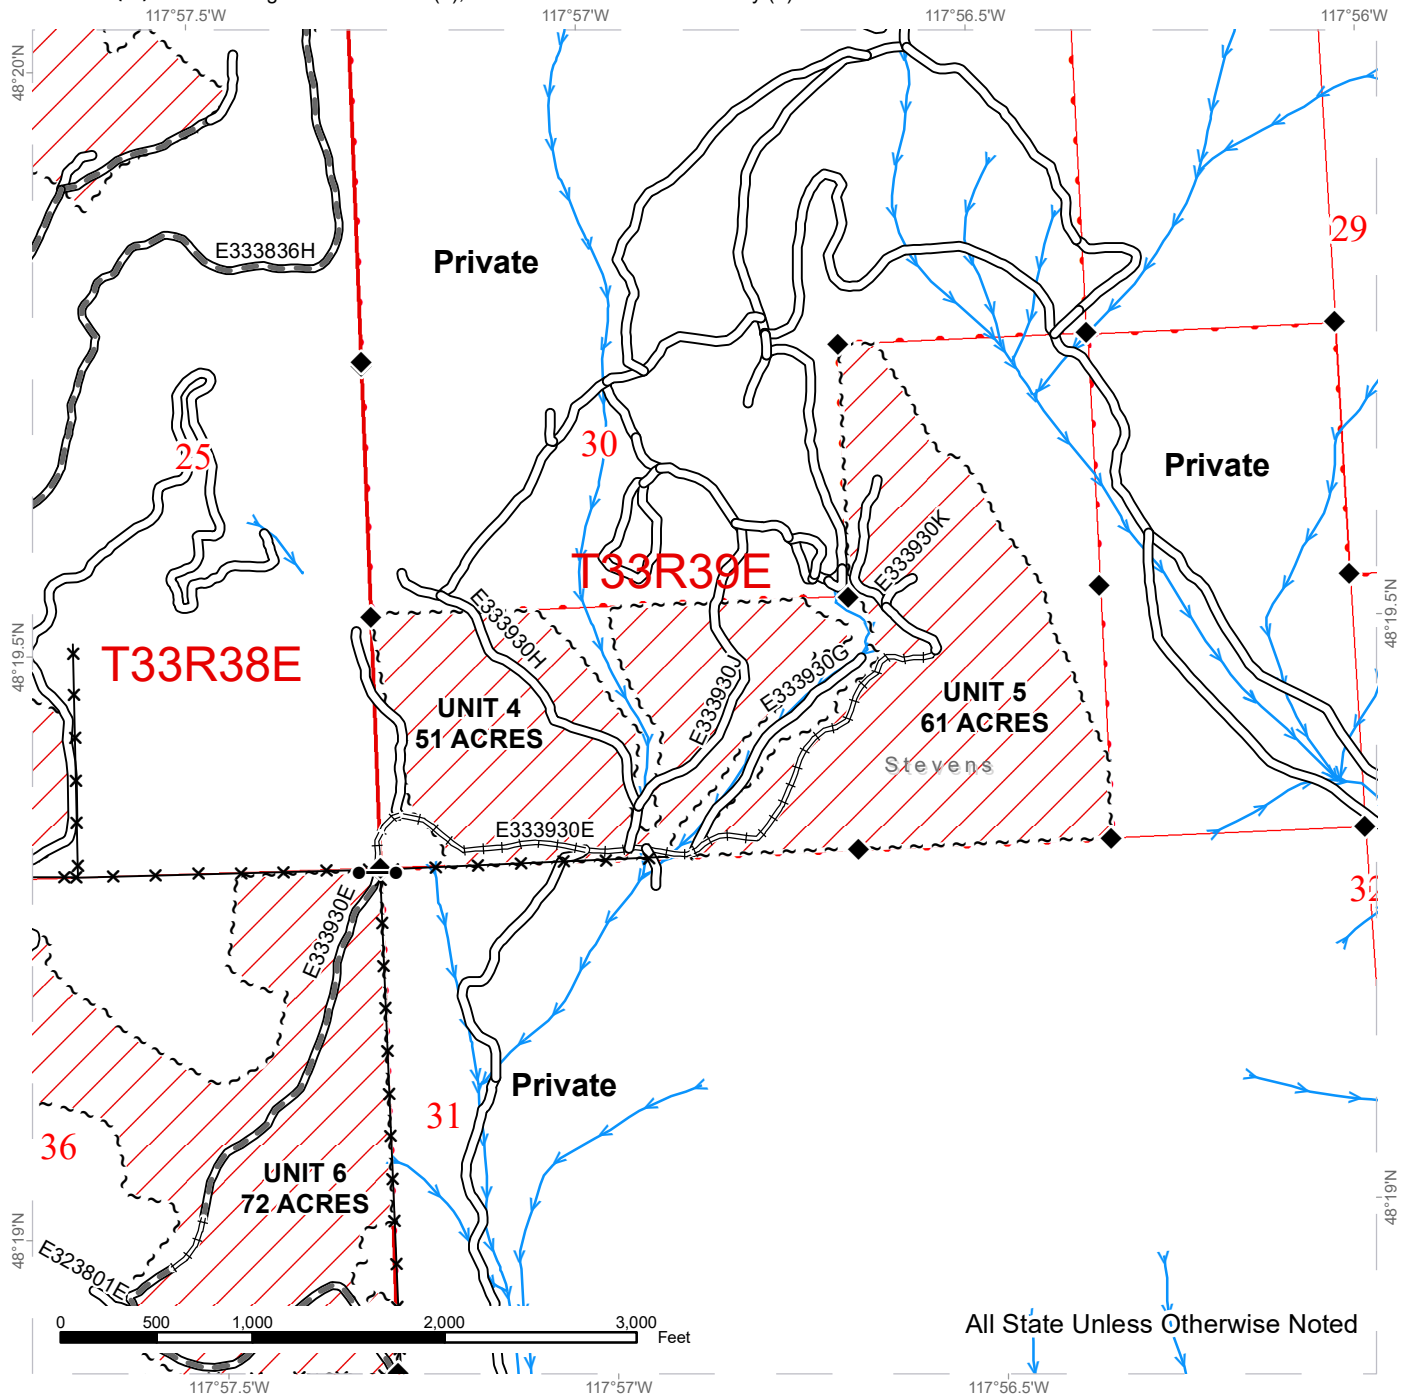 117°57.5'W 117°57'W 117°56.5'W 117°56'W
48°20'N
29
E333836H
Private
30
25
Private
T33R39E
E333930K
48°19.5'N
48°19.5'N
E333930H
T33R38E
E333930G
E333930J
UNIT 4
51 ACRES
UNIT 5
61 ACRES
Stevens
E333930E
32
E333930E
Private
31
36
UNIT 6
72 ACRES
48°19'N
48°19'N
E323801E
0 500 1,000 2,000 3,000
Feet
All State Unless Otherwise Noted
117°57.5'W 117°57'W 117°56.5'W